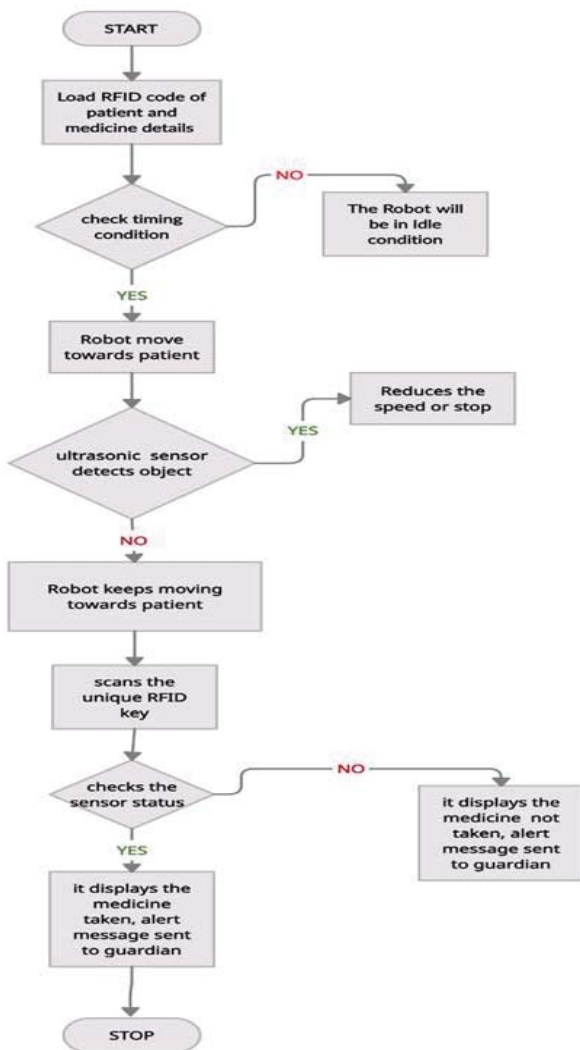 START
Load RFID code of
patient and
medicine details
NO
check timing
condition
The Robot will
be in Idle
condition
YES
Robot move
towards patient
Reduces the
speed or stop
YES
ultrasonic sensor
detects object
NO
Robot keeps moving
towards patient
scans the
unique RFID
key
checks the
sensor status
NO
it displays the
medicine not
taken, alert
message sent
to guardian
YES
it displays the
medicine
taken, alert
message sent
to guardian
STOP